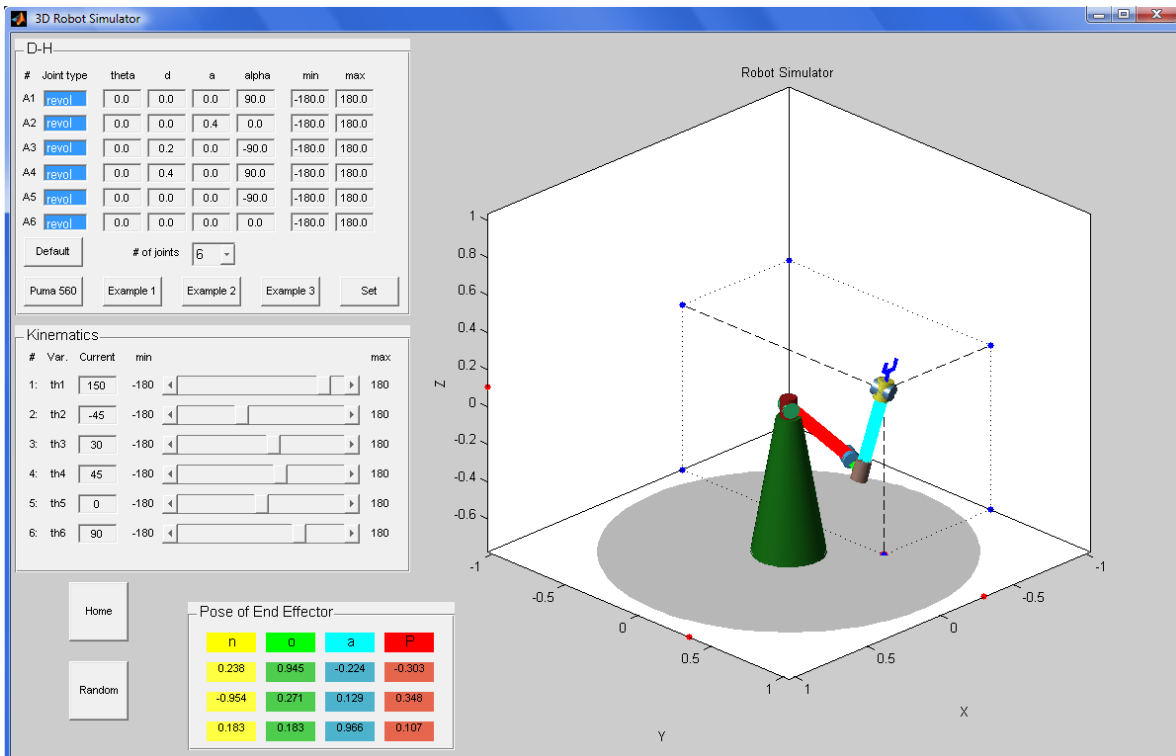 3D Robot Simulator
D-H
# Joint type theta d a alpha min max
A1 revol 0.0 0.0 0.0 90.0 -180.0 180.0
A2 revol 0.0 0.0 0.4 0.0 -180.0 180.0
A3 revol 0.0 0.2 0.0 -90.0 -180.0 180.0
A4 revol 0.0 0.4 0.0 90.0 -180.0 180.0
A5 revol 0.0 0.0 0.0 -90.0 -180.0 180.0
A6 revol 0.0 0.0 0.0 0.0 -180.0 180.0
Default # of joints 6
Puma 560 Example 1 Example 2 Example 3 Set
Kinematics
# Var. Current min max
1: th1 150 -180 180
2: th2 -45 -180 180
3: th3 30 -180 180
4: th4 45 -180 180
5: th5 0 -180 180
6: th6 90 -180 180
Home
Random
Pose of End Effector
n o a P
0.238 0.945 -0.224 -0.303
-0.954 0.271 0.129 0.348
0.183 0.183 0.966 0.107
Robot Simulator
1
0.8
0.6
0.4
0.2
0
-0.2
-0.4
-0.6
Z
-1
-0.5
0
0.5
1
Y
1
0.5
0
-0.5
-1
X